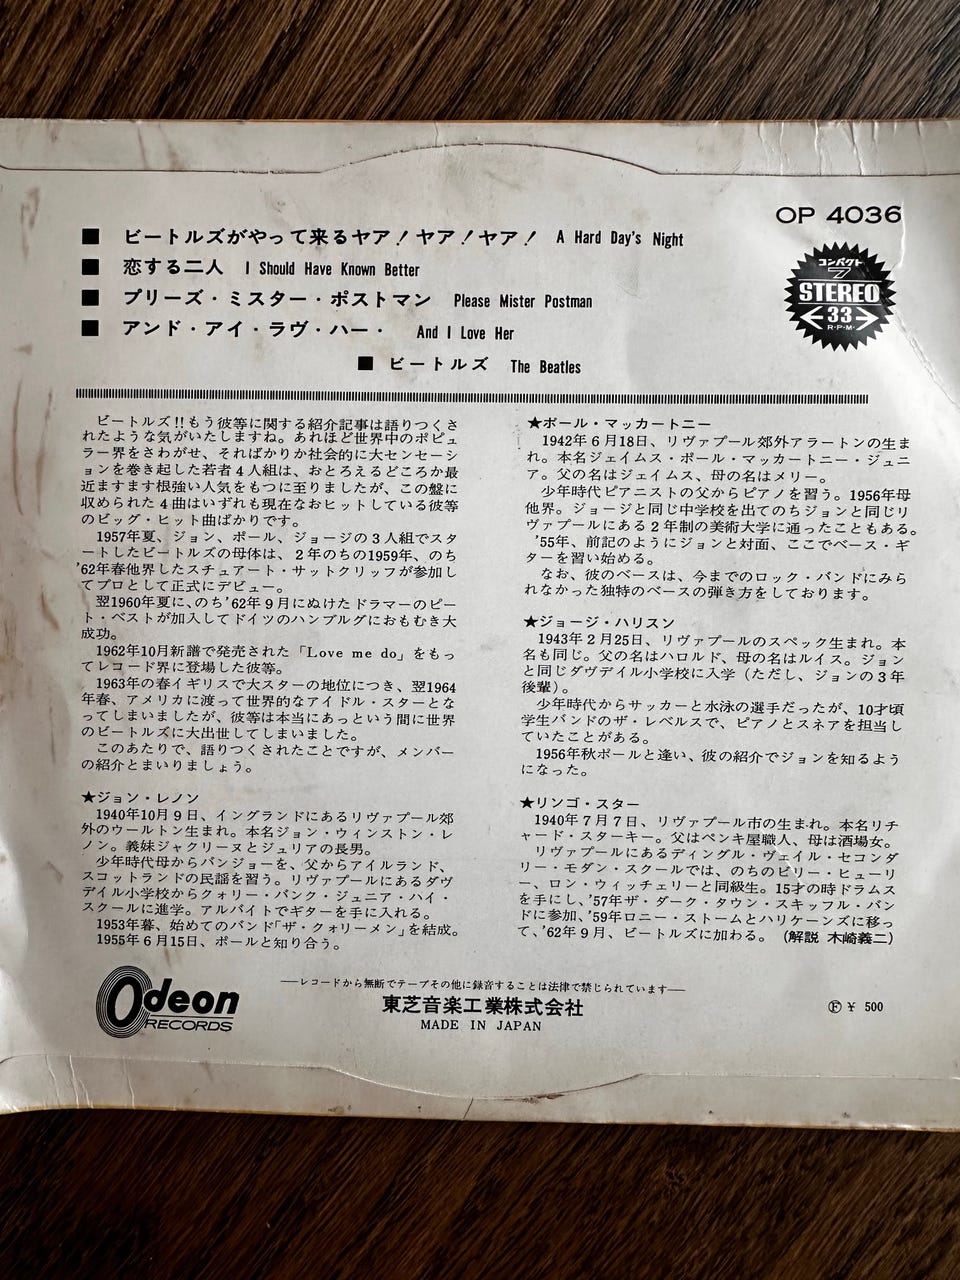 OP 4036
コンパクト
7
STEREO
33
R・P・M・
■ ビートルズがやって来るヤア！ヤア！ヤア！ A Hard Day's Night
■ 恋する二人 I Should Have Known Better
■ プリーズ・ミスター・ポストマン Please Mister Postman
■ アンド・アイ・ラヴ・ハー・ And I Love Her
■ ビートルズ The Beatles
ビートルズ!!もう彼等に関する紹介記事は語りつくさ
れたような気がいたしますね。あれほど世界中のポピュ
ラー界をさわがせ、そればかりか社会的に大センセーシ
ョンを巻き起した若者4人組は、おとろえるどころか最
近ますます根強い人気をもつに至りましたが、この盤に
収められた4曲はいずれも現在なおヒットしている彼等
のビッグ・ヒット曲ばかりです。
1957年夏、ジョン、ポール、ジョージの3人組でスタ
ートしたビートルズの母体は、2年のちの1959年、のち
'62年春他界したスチュアート・サットクリッフが参加し
てプロとして正式にデビュー。
翌1960年夏に、のち'62年9月にぬけたドラマーのピー
ト・ベストが加入してドイツのハンブルグにおもむき大
成功。
1962年10月新譜で発売された「Love me do」をもっ
てレコード界に登場した彼等。
1963年の春イギリスで大スターの地位につき、翌1964
年春、アメリカに渡って世界的なアイドル・スターとな
ってしまいましたが、彼等は本当にあっという間に世界
のビートルズに大出世してしまいました。
このあたりで、語りつくされたことですが、メンバー
の紹介とまいりましょう。
★ジョン・レノン
1940年10月9日、イングランドにあるリヴァプール郊
外のウールトン生まれ。本名ジョン・ウィンストン・レ
ノン。義妹ジャクリーヌとジュリアの長男。
少年時代母からバンジョーを、父からアイルランド、
スコットランドの民謡を習う。リヴァプールにあるダヴ
デイル小学校からクォリー・バンク・ジュニア・ハイ・
スクールに進学。アルバイトでギターを手に入れる。
1953年暮、始めてのバンド「ザ・クォリーメン」を結成。
1955年6月15日、ポールと知り合う。
★ポール・マッカートニー
1942年6月18日、リヴァプール郊外アラートンの生ま
れ。本名ジェイムス・ポール・マッカートニー・ジュニ
ア。父の名はジェイムス、母の名はメリー。
少年時代ピアニストの父からピアノを習う。1956年母
他界。ジョージと同じ中学校を出てのちジョンと同じリ
ヴァプールにある2年制の美術大学に通ったこともある。
'55年、前記のようにジョンと対面、ここでベース・ギ
ターを習い始める。
なお、彼のベースは、今までのロック・バンドにみら
れなかった独特のベースの弾き方をしております。
★ジョージ・ハリスン
1943年2月25日、リヴァプールのスペック生まれ。本
名も同じ。父の名はハロルド、母の名はルイス。ジョン
と同じダヴデイル小学校に入学（ただし、ジョンの3年
後輩）。
少年時代からサッカーと水泳の選手だったが、10才頃
学生バンドのザ・レベルスで、ピアノとスネアを担当し
ていたことがある。
1956年秋ポールと逢い、彼の紹介でジョンを知るよう
になった。
★リンゴ・スター
1940年7月7日、リヴァプール市の生まれ。本名リチ
ャード・スターキー。父はペンキ屋職人、母は酒場女。
リヴァプールにあるディングル・ヴェイル・セコンダ
リー・モダン・スクールでは、のちのビリー・ヒューリ
ー、ロン・ウィッチェリーと同級生。15才の時ドラムス
を手にし、'57年ザ・ダーク・タウン・スキッフル・バン
ドに参加、'59年ロニー・ストームとハリケーンズに移っ
て、'62年9月、ビートルズに加わる。（解説 木崎義二）
Odeon
RECORDS
―レコードから無断でテープその他に録音することは法律で禁じられています―
東芝音楽工業株式会社
MADE IN JAPAN
Ⓕ ¥ 500